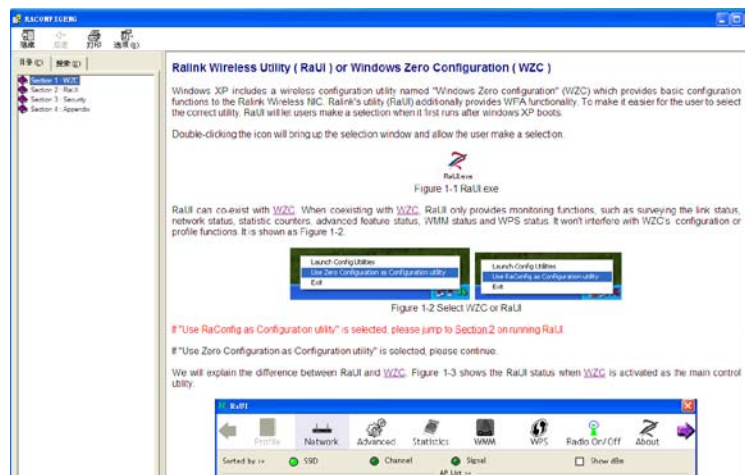 RACONFIGENG
隐藏
后退
打印
选项(O)
目录(C)
搜索(S)
Section 1 : WZC
Section 2 : RaUI
Section 3 : Security
Section 4 : Appendix
Ralink Wireless Utility ( RaUI ) or Windows Zero Configuration ( WZC )
Windows XP includes a wireless configuration utility named "Windows Zero configuration" (WZC) which provides basic configuration
functions to the Ralink Wireless NIC. Ralink's utility (RaUI) additionally provides WPA functionality. To make it easier for the user to select
the correct utility. RaUI will let users make a selection when it first runs after windows XP boots.
Double-clicking the icon will bring up the selection window and allow the user make a selection.
RaUI.exe
Figure 1-1 RaUI.exe
RaUI can co-exist with WZC. When coexisting with WZC, RaUI only provides monitoring functions, such as surveying the link status,
network status, statistic counters, advanced feature status, WMM status and WPS status. It won't interfere with WZC's configuration or
profile functions. It is shown as Figure 1-2.
Launch Config Utilities
Use Zero Configuration as Configuration utility
Exit
Launch Config Utilities
Use RaConfig as Configuration utility
Exit
Figure 1-2 Select WZC or RaUI
If "Use RaConfig as Configuration utility" is selected, please jump to Section 2 on running RaUI.
If "Use Zero Configuration as Configuration utility" is selected, please continue.
We will explain the difference between RaUI and WZC. Figure 1-3 shows the RaUI status when WZC is activated as the main control
utility.
RaUI
Profile
Network
Advanced
Statistics
WMM
WPS
Radio On/Off
About
Sorted by >>
SSID
Channel
Signal
Show dBm
AP List >>